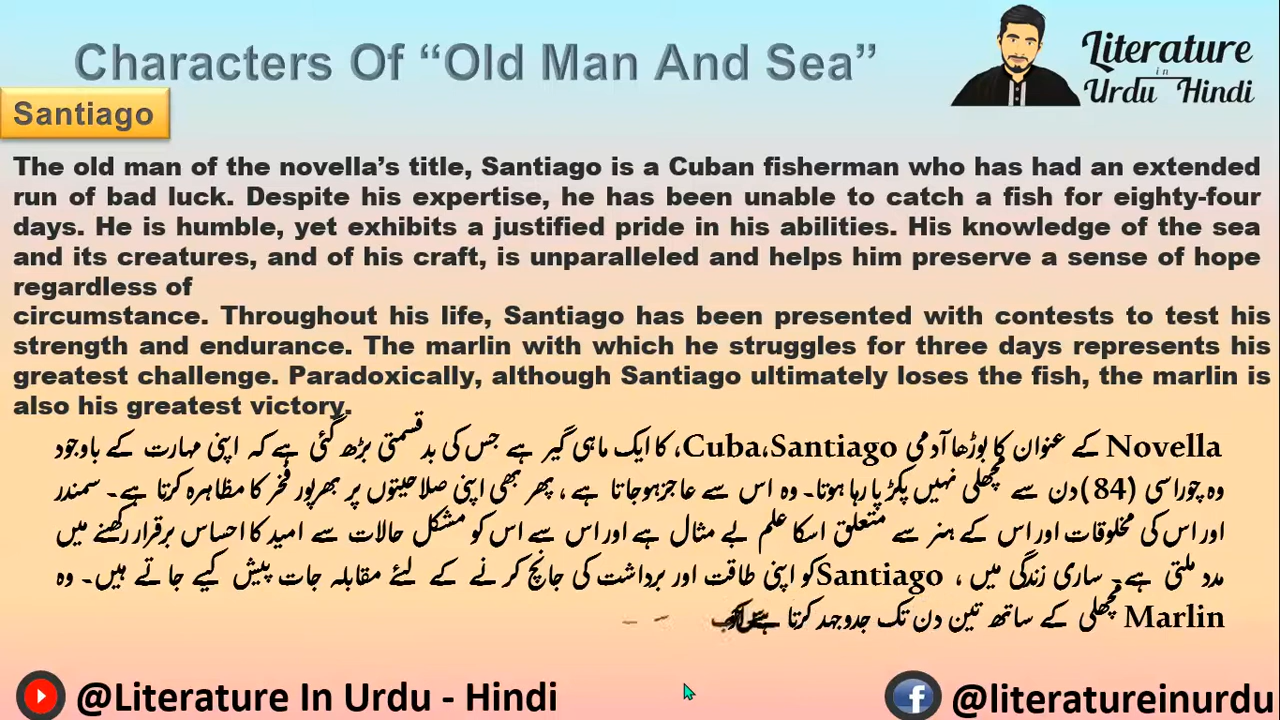 Characters Of “Old Man And Sea”
Literature
in
Urdu Hindi
Santiago
The old man of the novella’s title, Santiago is a Cuban fisherman who has had an extended
run of bad luck. Despite his expertise, he has been unable to catch a fish for eighty-four
days. He is humble, yet exhibits a justified pride in his abilities. His knowledge of the sea
and its creatures, and of his craft, is unparalleled and helps him preserve a sense of hope
regardless of
circumstance. Throughout his life, Santiago has been presented with contests to test his
strength and endurance. The marlin with which he struggles for three days represents his
greatest challenge. Paradoxically, although Santiago ultimately loses the fish, the marlin is
also his greatest victory.
Novella کے عنوان کا بوڑھا آدمی Cuba،Santiago، کا ایک ماہی گیر ہے جس کی بد قسمتی بڑھ گئی ہے کہ اپنی مہارت کے باوجود
وہ چوراسی (84) دن سے مچھلی نہیں پکڑ پا رہا ہوتا۔ وہ اس سے عاجز ہو جاتا ہے ، پھر بھی اپنی صلاحیتوں پر بھرپور فخر کا مظاہرہ کرتا ہے۔ سمندر
اور اس کی مخلوقات اور اس کے ہنر سے متعلق اسکا علم بے مثال ہے اور اس سے اس کو مشکل حالات سے امید کا احساس برقرار رکھنے میں
مدد ملتی ہے۔ ساری زندگی میں ، Santiago کو اپنی طاقت اور برداشت کی جانچ کرنے کے لئے مقابلہ جات پیش کیے جاتے ہیں۔ وہ
Marlin مچھلی کے ساتھ تین دن تک جدوجہد کرتا ہے
@Literature In Urdu - Hindi
@literatureinurdu